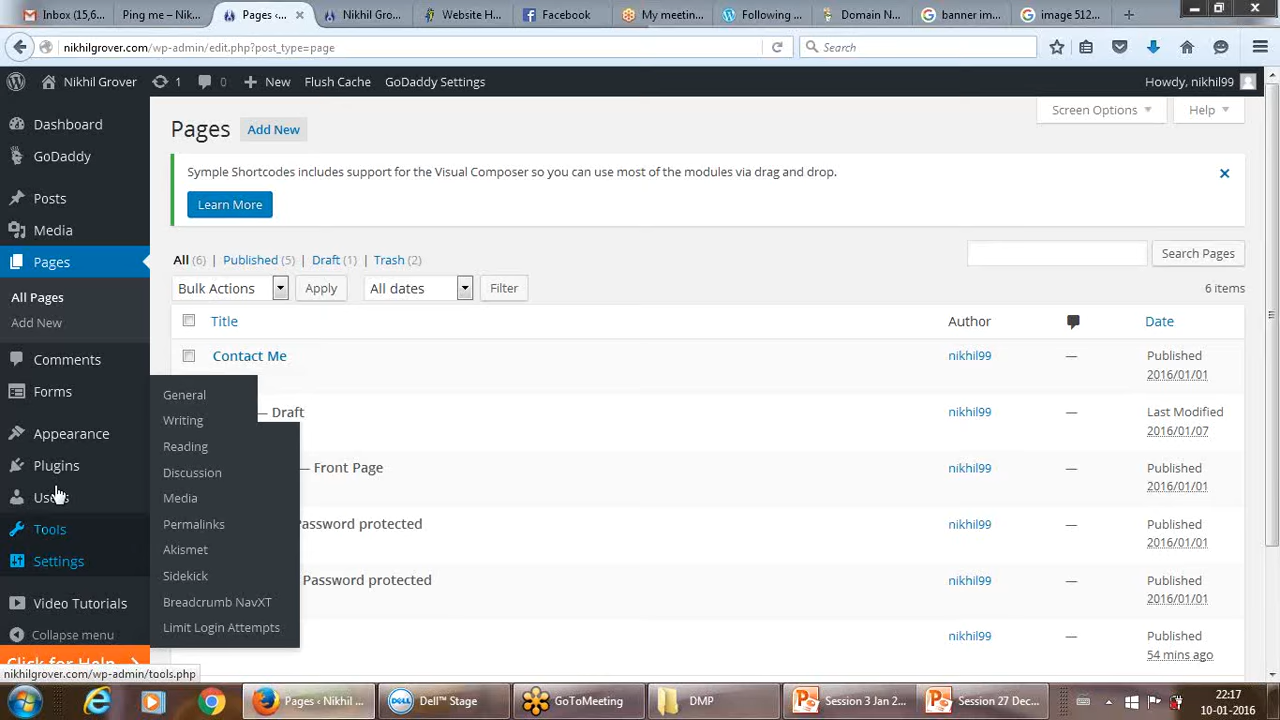 Inbox (15,6...
Ping me – Nikhi...
Pages ‹...
Nikhil Gro...
Website H...
Facebook
My meetin...
Following ...
Domain N...
banner im...
image 512...
nikhilgrover.com/wp-admin/edit.php?post_type=page
Search
Nikhil Grover 1 0 New Flush Cache GoDaddy Settings Howdy, nikhil99
Dashboard
GoDaddy
Posts
Media
Pages
All Pages
Add New
Comments
Forms
Appearance
Plugins
Tools
Settings
Video Tutorials
Collapse menu
Click for Help
nikhilgrover.com/wp-admin/tools.php
General
Writing
Reading
Discussion
Media
Permalinks
Akismet
Sidekick
Breadcrumb NavXT
Limit Login Attempts
Screen Options Help
Pages Add New
Symple Shortcodes includes support for the Visual Composer so you can use most of the modules via drag and drop.
Learn More
All (6) | Published (5) | Draft (1) | Trash (2)
Search Pages
Bulk Actions Apply All dates Filter 6 items
Title Author Date
Contact Me nikhil99 — Published
2016/01/01
— Draft nikhil99 — Last Modified
2016/01/07
— Front Page nikhil99 — Published
2016/01/01
Password protected nikhil99 — Published
2016/01/01
Password protected nikhil99 — Published
2016/01/01
nikhil99 — Published
54 mins ago
Pages ‹ Nikhil ...
DELL
Dell™ Stage
GoToMeeting
DMP
Session 3 Jan 2...
Session 27 Dec...
22:17
10-01-2016